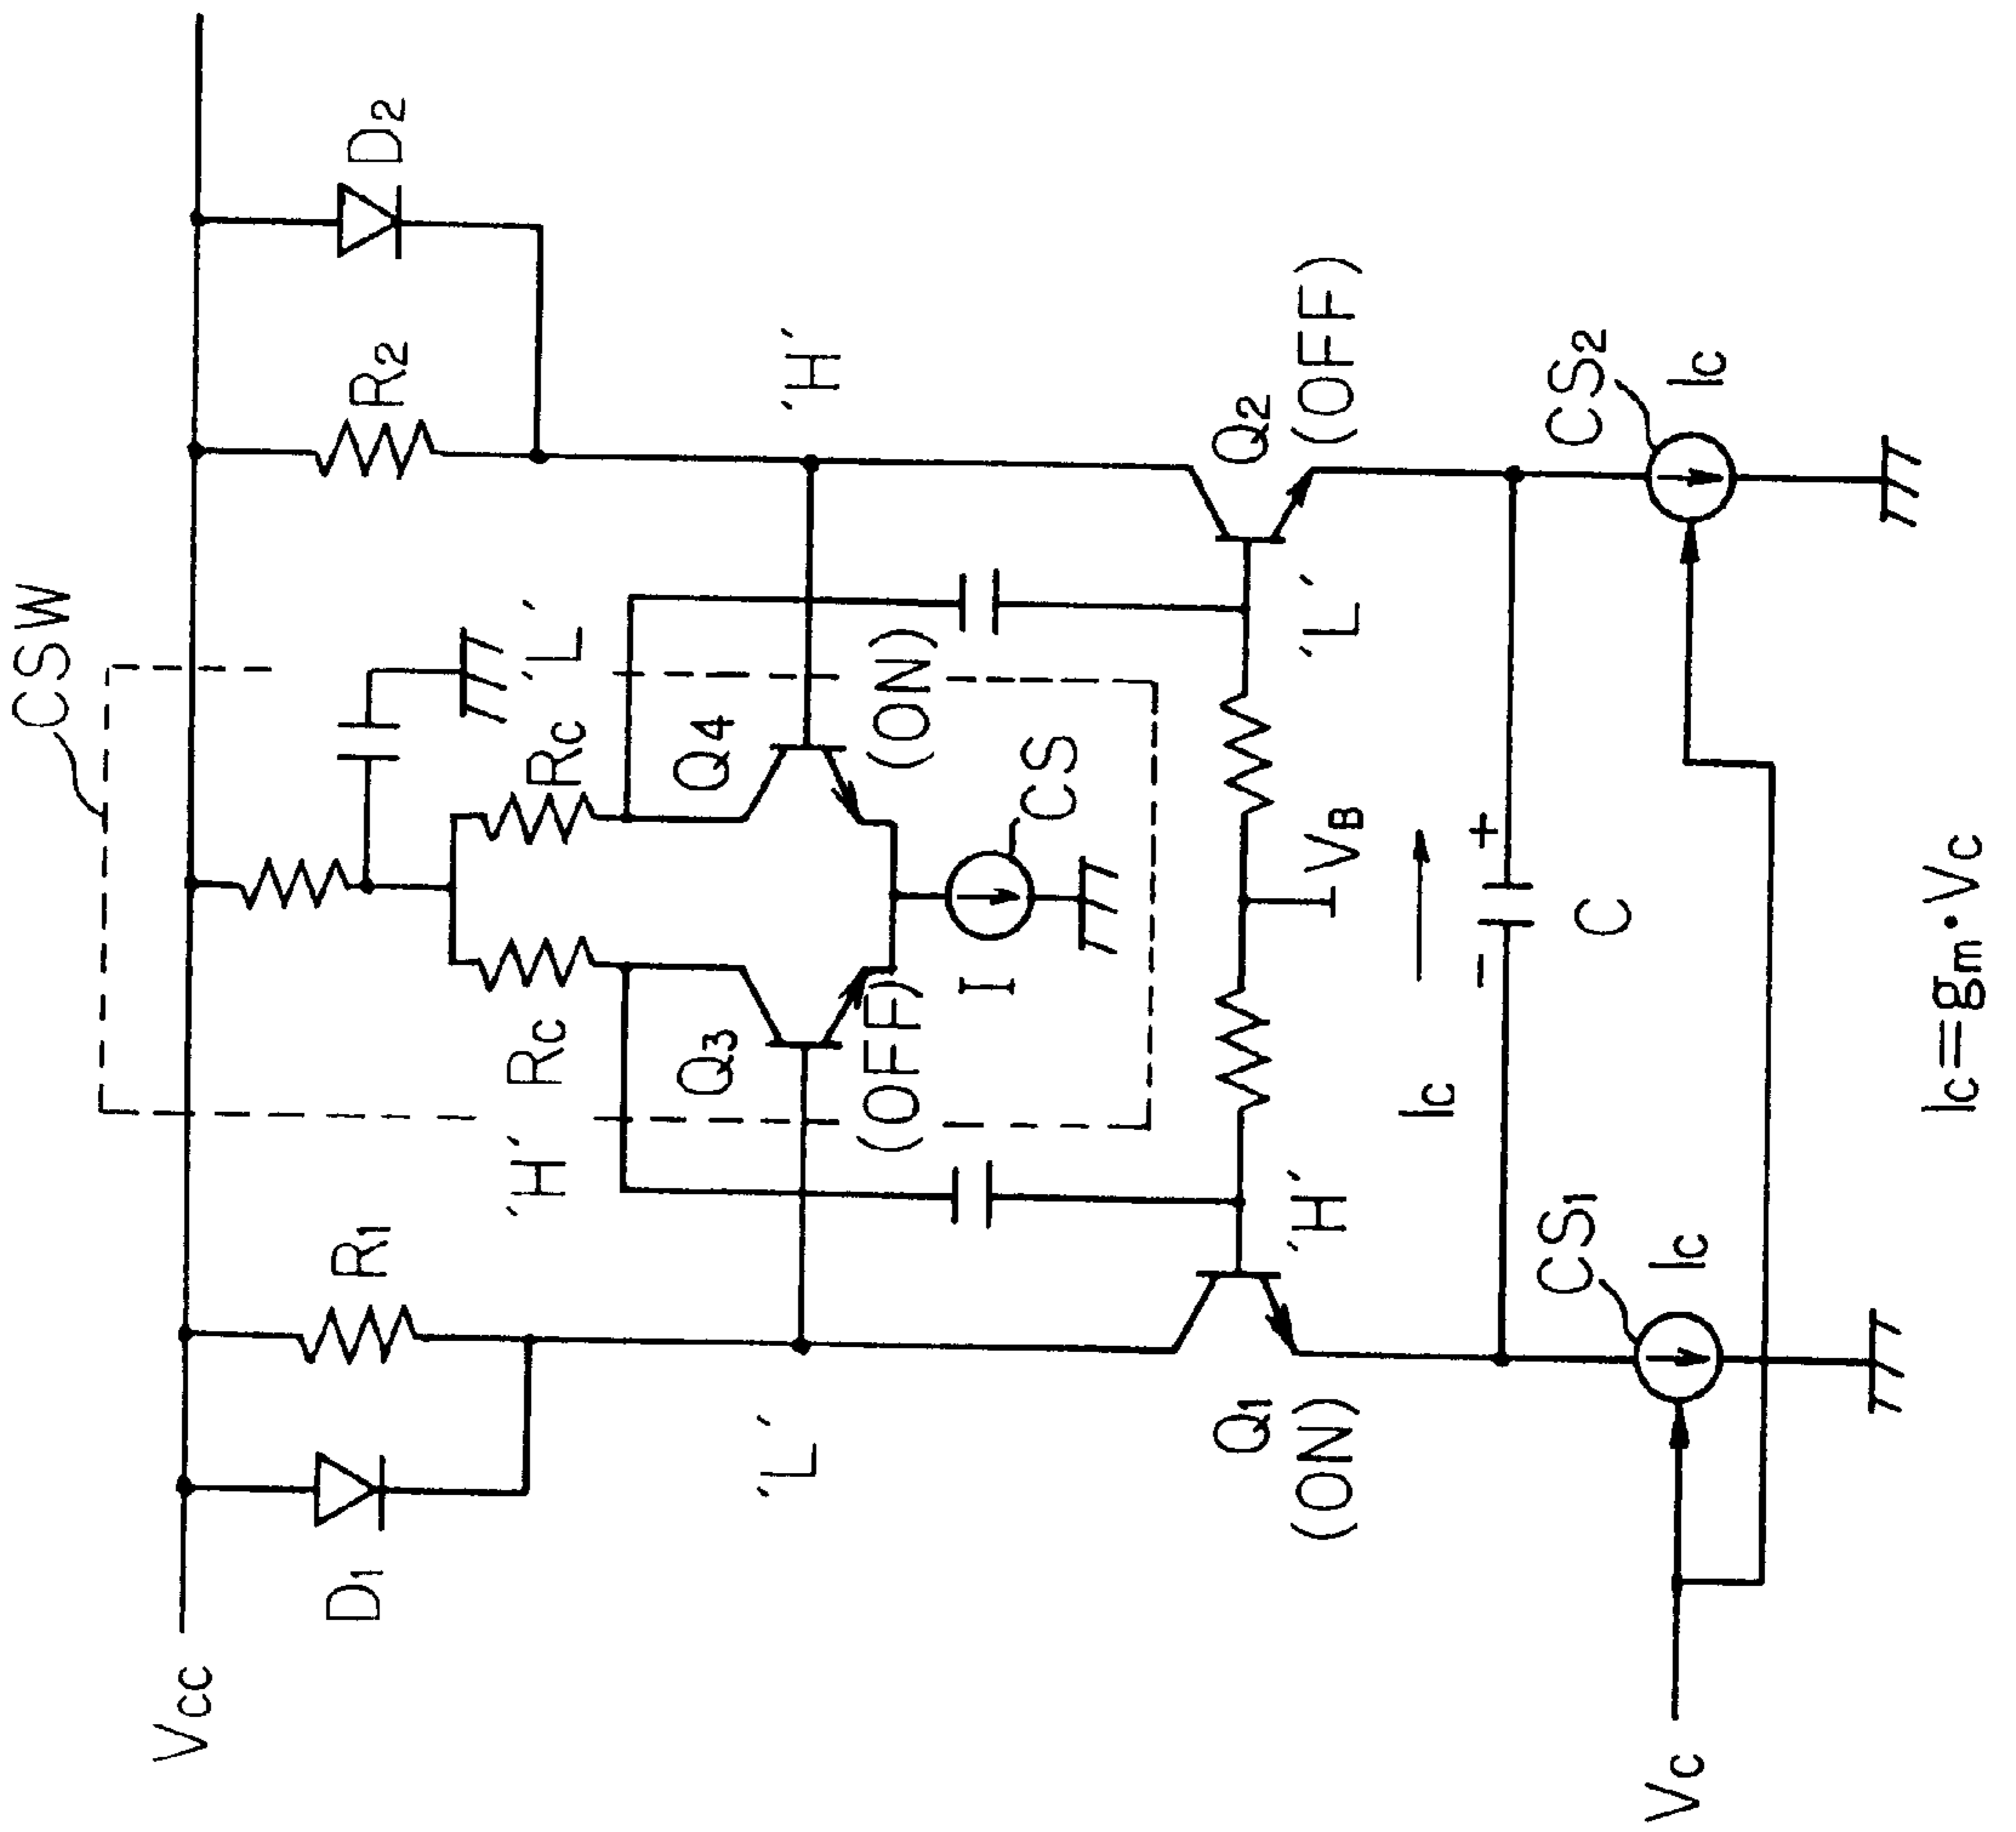 CSW
Vcc
D1
R1
R2
D2
'H'
Rc
Rc
'L'
'L'
Q3
(OFF)
Q4
(ON)
'H'
I
CS
Q1
(ON)
'H'
VB
'L'
Q2
(OFF)
Ic
−
+
C
Vc
CS1
Ic
CS2
Ic
Ic=gm·Vc